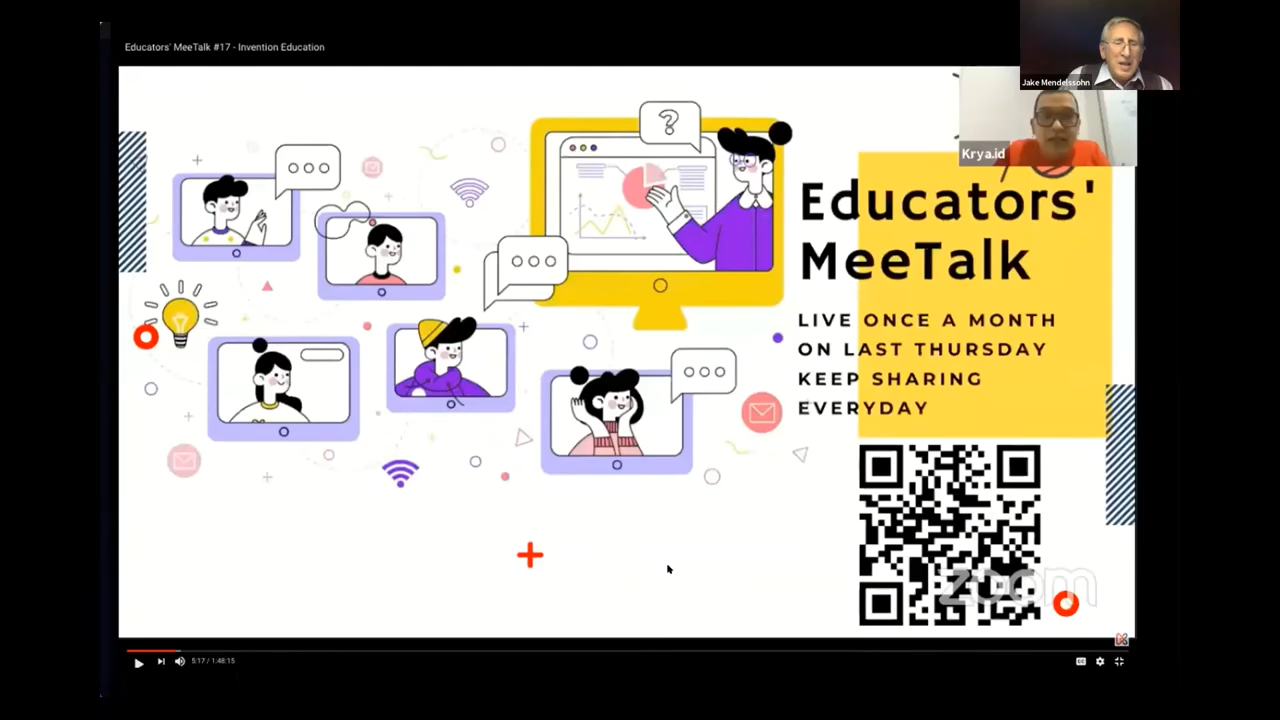 Educators' MeeTalk #17 - Invention Education
Jake Mendelssohn
Krya.id
?
Educators'
MeeTalk
LIVE ONCE A MONTH
ON LAST THURSDAY
KEEP SHARING
EVERYDAY
zoom
5:17 / 1:48:15
CC